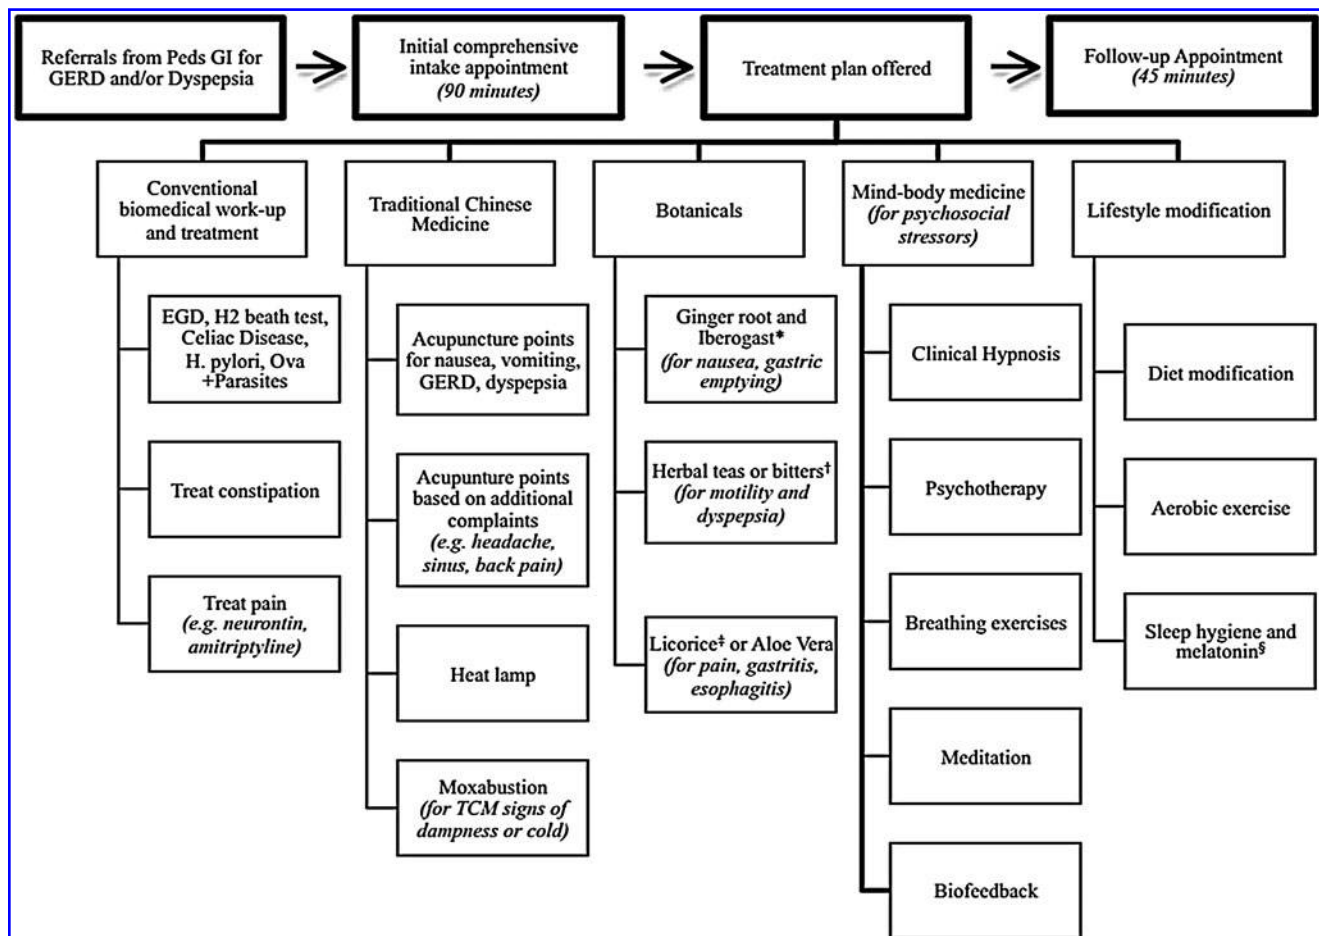 Referrals from Peds GI for
GERD and/or Dyspepsia
Initial comprehensive
intake appointment
(90 minutes)
Treatment plan offered
Follow-up Appointment
(45 minutes)
Conventional
biomedical work-up
and treatment
EGD, H2 beath test,
Celiac Disease,
H. pylori, Ova
+Parasites
Treat constipation
Treat pain
(e.g. neurontin,
amitriptyline)
Traditional Chinese
Medicine
Acupuncture points
for nausea, vomiting,
GERD, dyspepsia
Acupunture points
based on additional
complaints
(e.g. headache,
sinus, back pain)
Heat lamp
Moxabustion
(for TCM signs of
dampness or cold)
Botanicals
Ginger root and
Iberogast*
(for nausea, gastric
emptying)
Herbal teas or bitters†
(for motility and
dyspepsia)
Licorice‡ or Aloe Vera
(for pain, gastritis,
esophagitis)
Mind-body medicine
(for psychosocial
stressors)
Clinical Hypnosis
Psychotherapy
Breathing exercises
Meditation
Biofeedback
Lifestyle modification
Diet modification
Aerobic exercise
Sleep hygiene and
melatonin§